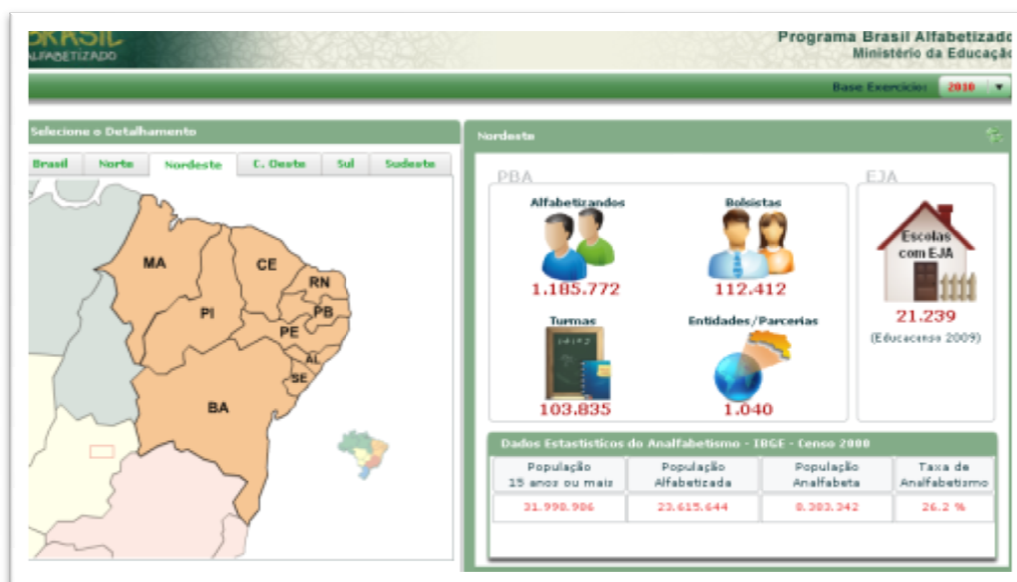 BRASIL
ALFABETIZADO
Programa Brasil Alfabetizado
Ministério da Educação
Base Exercício: 2010
Selecione o Detalhamento
Brasil Norte Nordeste C. Oeste Sul Sudeste
MA
CE
RN
PB
PI
PE
AL
SE
BA
Nordeste
PBA
Alfabetizandos Bolsistas
1.185.772 112.412
Turmas Entidades/Parcerias
103.835 1.040
EJA
Escolas
com EJA
21.239
(Educacenso 2009)
Dados Estastísticos do Analfabetismo - IBGE - Censo 2000
População População População Taxa de
15 anos ou mais Alfabetizada Analfabeta Analfabetismo
31.998.986 23.615.644 8.383.342 26.2 %